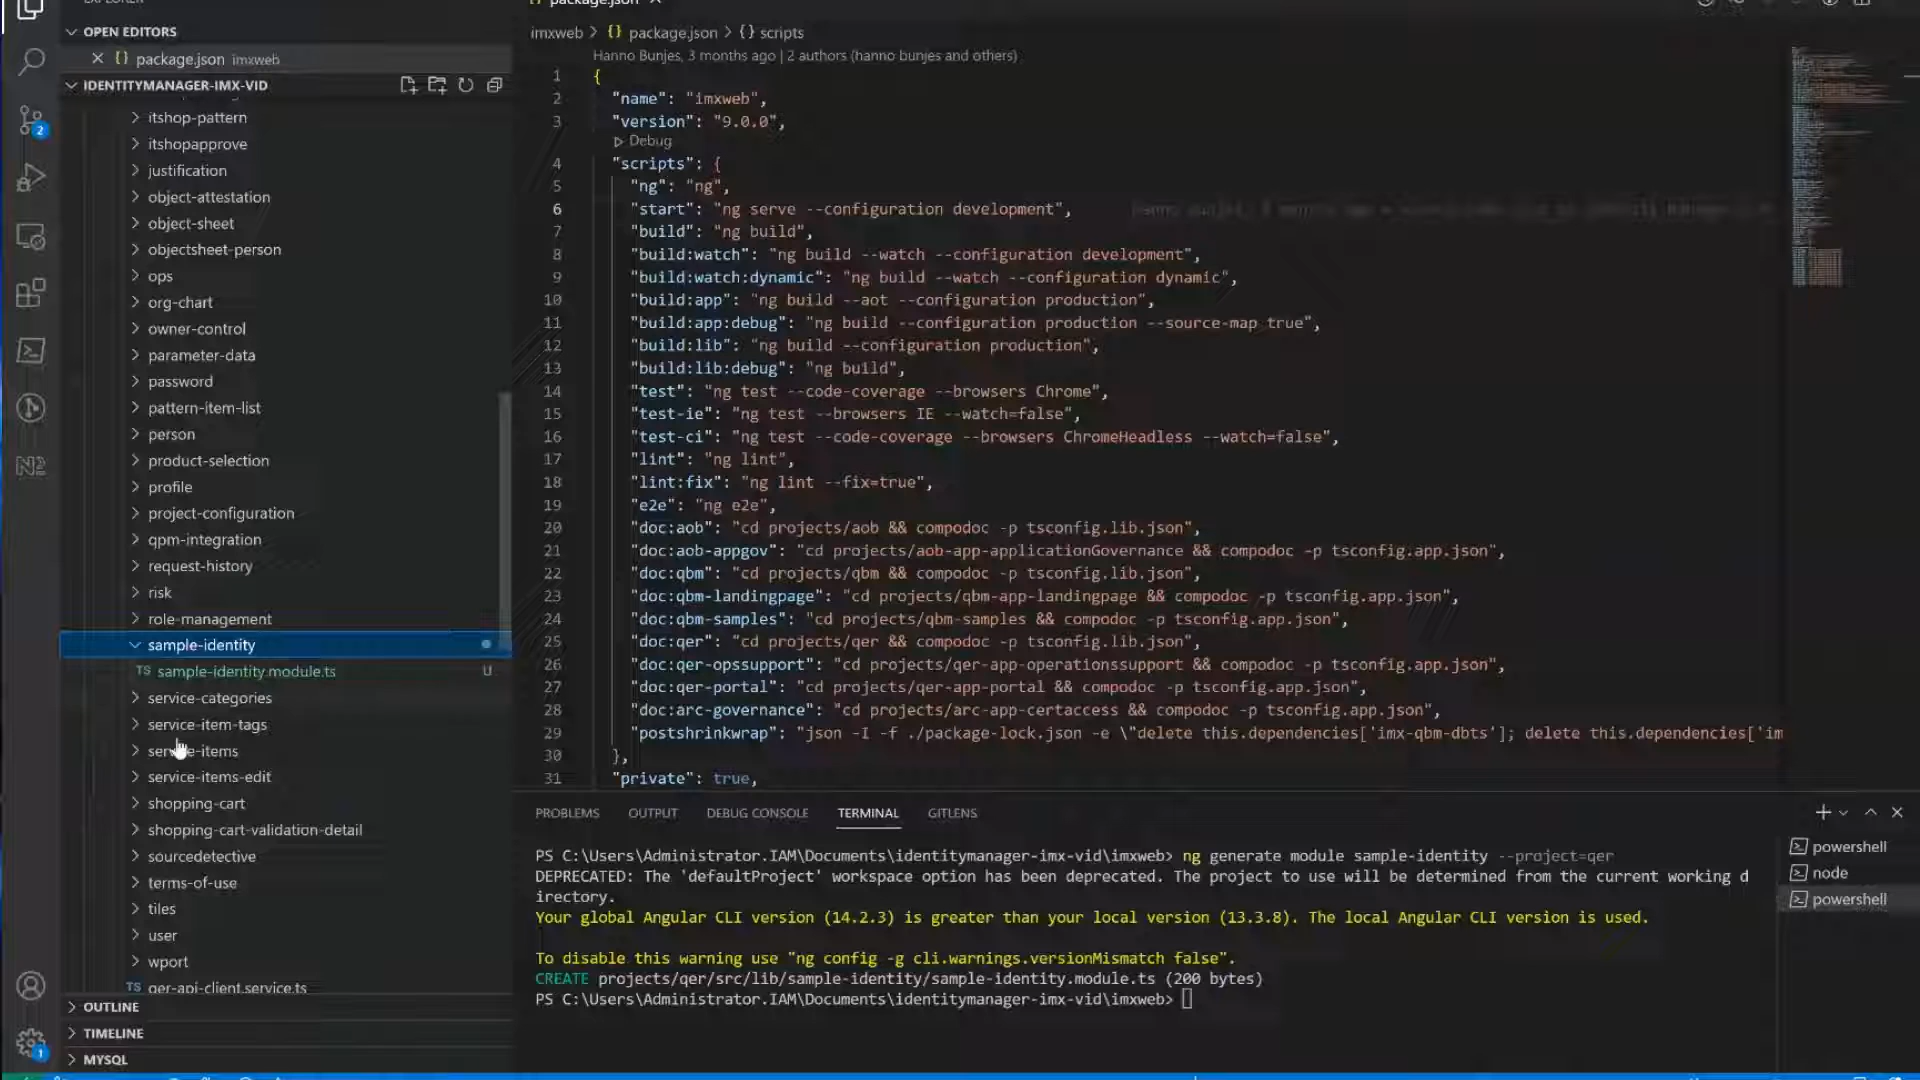 EXPLORER
OPEN EDITORS
{} package.json imxweb
IDENTITYMANAGER-IMX-VID
itshop-pattern
itshopapprove
justification
object-attestation
object-sheet
objectsheet-person
ops
org-chart
owner-control
parameter-data
password
pattern-item-list
person
product-selection
profile
project-configuration
qpm-integration
request-history
risk
role-management
sample-identity
TS sample-identity.module.ts U
service-categories
service-item-tags
service-items
service-items-edit
shopping-cart
shopping-cart-validation-detail
sourcedetective
terms-of-use
tiles
user
wport
TS qer-api-client.service.ts
OUTLINE
TIMELINE
MYSQL
2
1
{} package.json
imxweb > {} package.json > {} scripts
Hanno Bunjes, 3 months ago | 2 authors (hanno bunjes and others)
1 {
2 "name": "imxweb",
3 "version": "9.0.0",
Debug
4 "scripts": {
5 "ng": "ng",
6 "start": "ng serve --configuration development",
7 "build": "ng build",
8 "build:watch": "ng build --watch --configuration development",
9 "build:watch:dynamic": "ng build --watch --configuration dynamic",
10 "build:app": "ng build --aot --configuration production",
11 "build:app:debug": "ng build --configuration production --source-map true",
12 "build:lib": "ng build --configuration production",
13 "build:lib:debug": "ng build",
14 "test": "ng test --code-coverage --browsers Chrome",
15 "test-ie": "ng test --browsers IE --watch=false",
16 "test-ci": "ng test --code-coverage --browsers ChromeHeadless --watch=false",
17 "lint": "ng lint",
18 "lint:fix": "ng lint --fix=true",
19 "e2e": "ng e2e",
20 "doc:aob": "cd projects/aob && compodoc -p tsconfig.lib.json",
21 "doc:aob-appgov": "cd projects/aob-app-applicationGovernance && compodoc -p tsconfig.app.json",
22 "doc:qbm": "cd projects/qbm && compodoc -p tsconfig.lib.json",
23 "doc:qbm-landingpage": "cd projects/qbm-app-landingpage && compodoc -p tsconfig.app.json",
24 "doc:qbm-samples": "cd projects/qbm-samples && compodoc -p tsconfig.app.json",
25 "doc:qer": "cd projects/qer && compodoc -p tsconfig.lib.json",
26 "doc:qer-opssupport": "cd projects/qer-app-operationssupport && compodoc -p tsconfig.app.json",
27 "doc:qer-portal": "cd projects/qer-app-portal && compodoc -p tsconfig.app.json",
28 "doc:arc-governance": "cd projects/arc-app-certaccess && compodoc -p tsconfig.app.json",
29 "postshrinkwrap": "json -I -f ./package-lock.json -e \"delete this.dependencies['imx-qbm-dbts']; delete this.dependencies['im
30 },
31 "private": true,
PROBLEMS OUTPUT DEBUG CONSOLE TERMINAL GITLENS
PS C:\Users\Administrator.IAM\Documents\identitymanager-imx-vid\imxweb> ng generate module sample-identity --project=qer
DEPRECATED: The 'defaultProject' workspace option has been deprecated. The project to use will be determined from the current working d
irectory.
Your global Angular CLI version (14.2.3) is greater than your local version (13.3.8). The local Angular CLI version is used.
To disable this warning use "ng config -g cli.warnings.versionMismatch false".
CREATE projects/qer/src/lib/sample-identity/sample-identity.module.ts (200 bytes)
PS C:\Users\Administrator.IAM\Documents\identitymanager-imx-vid\imxweb>
powershell
node
powershell